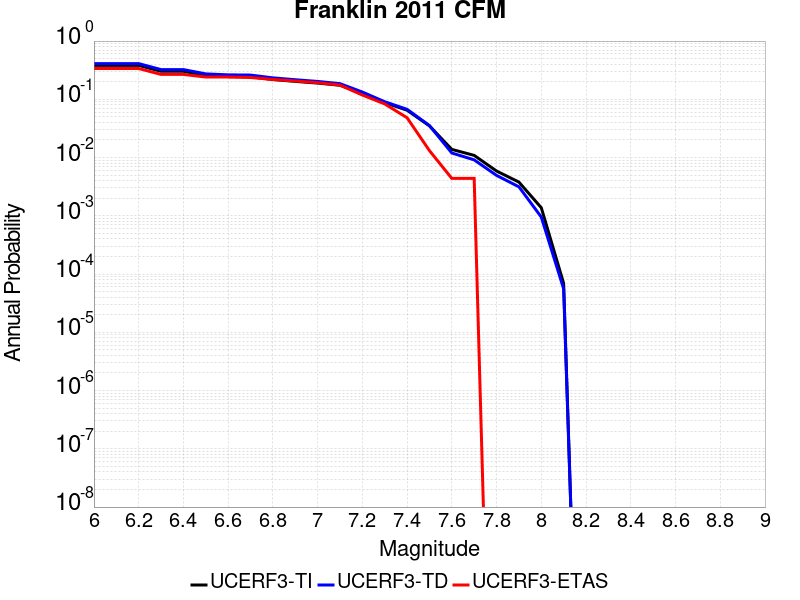 Franklin 2011 CFM
Annual Probability
10^0
10^-1
10^-2
10^-3
10^-4
10^-5
10^-6
10^-7
10^-8
6 6.2 6.4 6.6 6.8 7 7.2 7.4 7.6 7.8 8 8.2 8.4 8.6 8.8 9
Magnitude
UCERF3-TI UCERF3-TD UCERF3-ETAS